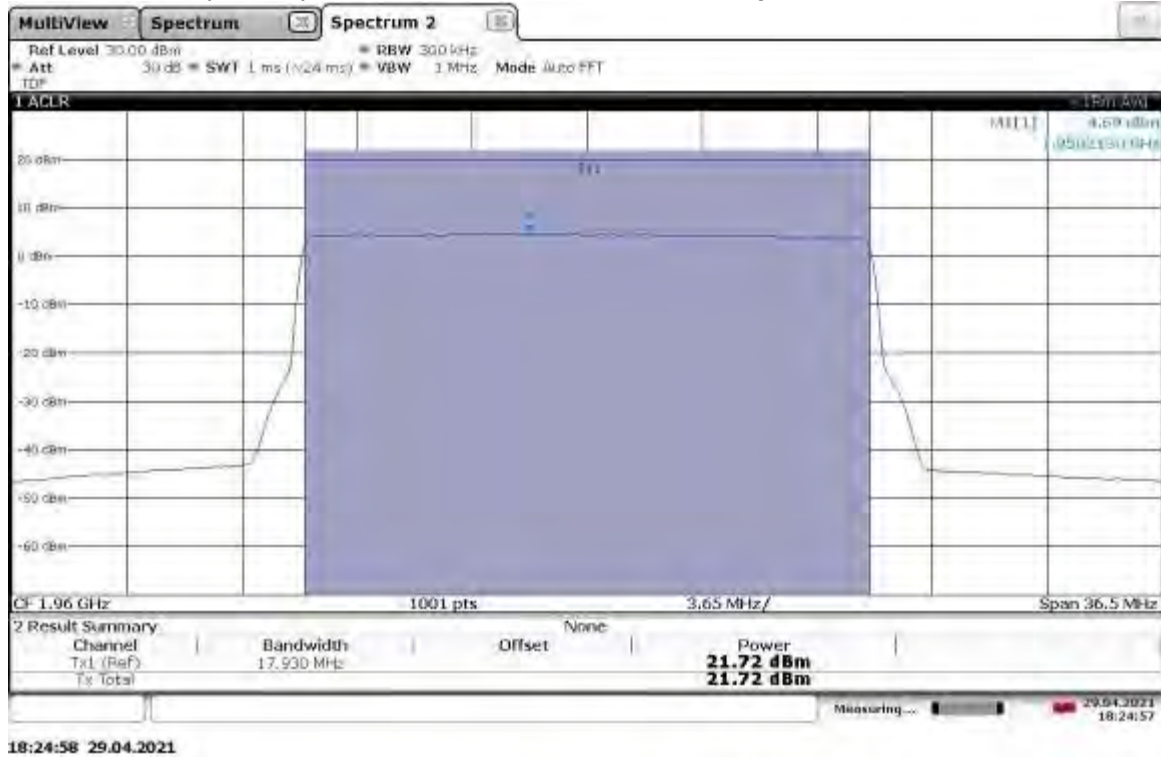 MultiView Spectrum Spectrum 2
Ref Level 30.00 dBm RBW 300 kHz
Att 30 dB SWT 1 ms (~24 ms) VBW 1 MHz Mode Auto FFT
TDF
1 ACLR 1Rm Avg
M1[1] 4.69 dBm
20 dBm
Tx1
10 dBm
0 dBm
-10 dBm
-20 dBm
-30 dBm
-40 dBm
-50 dBm
-60 dBm
CF 1.96 GHz 1001 pts 3.65 MHz/ Span 36.5 MHz
2 Result Summary None
Channel Bandwidth Offset Power
Tx1 (Ref) 17.930 MHz 21.72 dBm
Tx Total 21.72 dBm
Measuring... 29.04.2021
18:24:57
18:24:58 29.04.2021